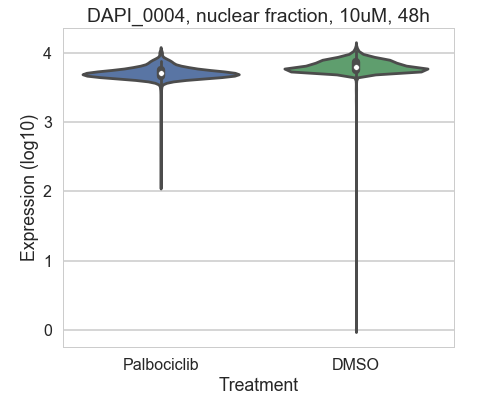 DAPI_0004, nuclear fraction, 10uM, 48h
4
3
2
1
0
Expression (log10)
Palbociclib
DMSO
Treatment